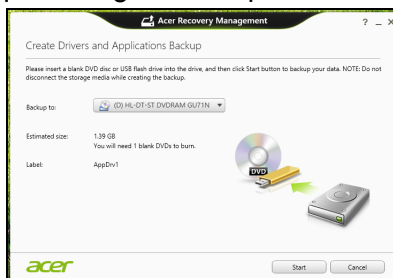 Acer Recovery Management
? _ X
Create Drivers and Applications Backup
Please insert a blank DVD disc or USB flash drive into the drive, and then click Start button to backup your data. NOTE: Do not
disconnect the storage media while creating the backup.
Backup to: (D) HL-DT-ST DVDRAM GU71N
Estimated size: 1.39 GB
You will need 1 blank DVDs to burn.
Label: AppDrv1
DVD
acer
Start Cancel